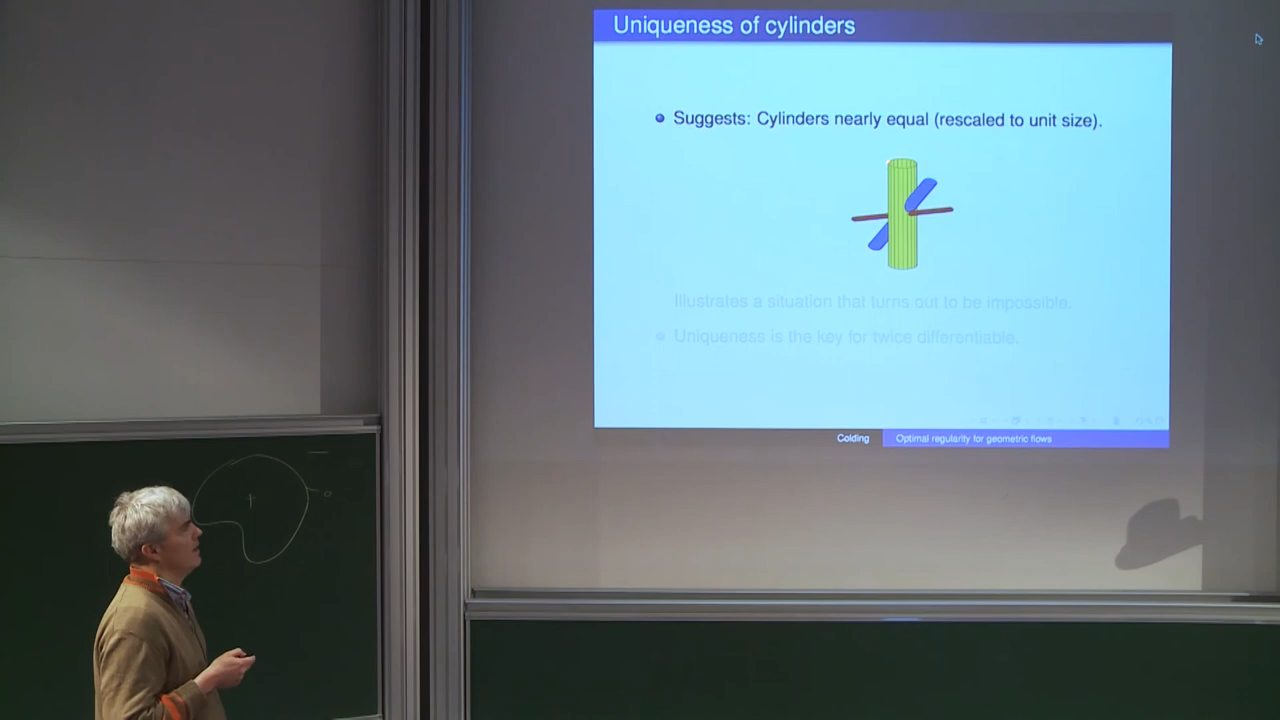 Uniqueness of cylinders
Suggests: Cylinders nearly equal (rescaled to unit size).
Illustrates a situation that turns out to be impossible.
Uniqueness is the key for twice differentiable.
Colding Optimal regularity for geometric flows